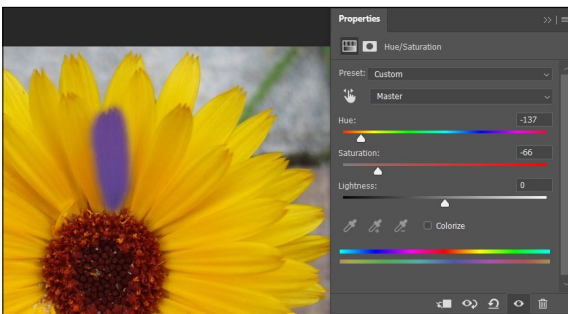 Properties
Hue/Saturation
Preset: Custom
Master
Hue: -137
Saturation: -66
Lightness: 0
Colorize